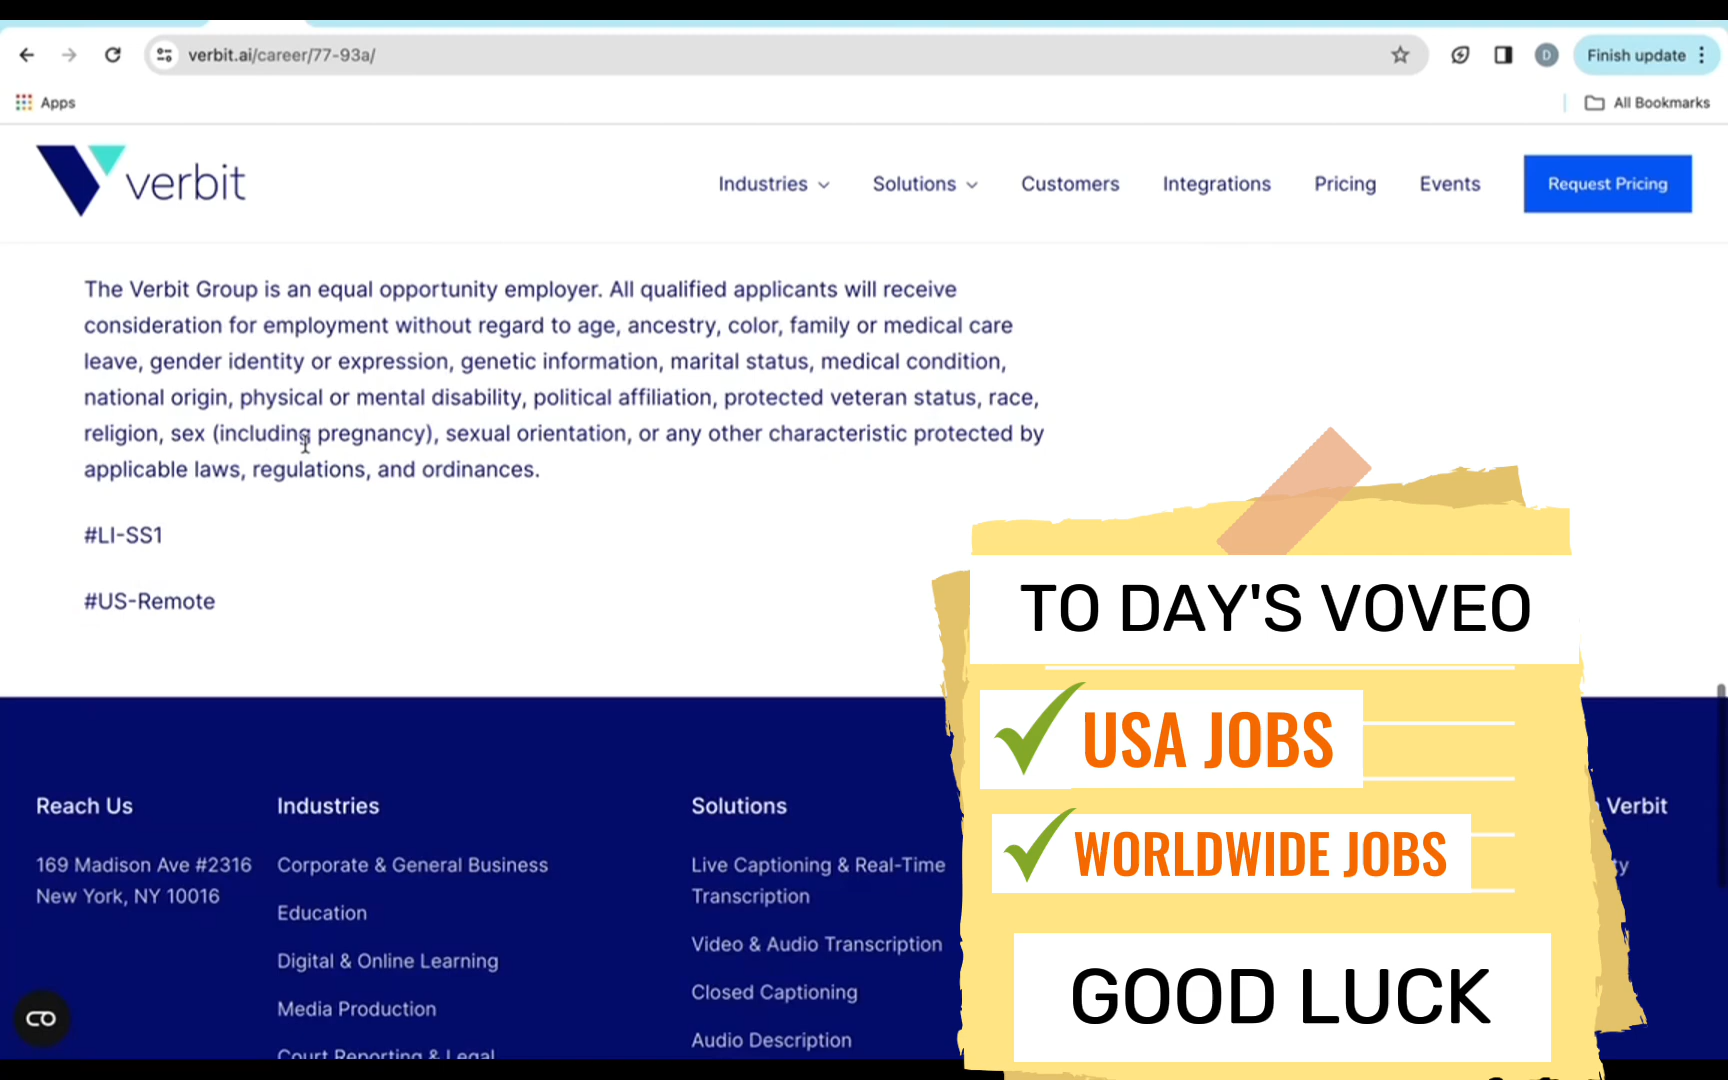 verbit.ai/career/77-93a/
D
Finish update
Apps
All Bookmarks
verbit
Industries
Solutions
Customers
Integrations
Pricing
Events
Request Pricing
The Verbit Group is an equal opportunity employer. All qualified applicants will receive
consideration for employment without regard to age, ancestry, color, family or medical care
leave, gender identity or expression, genetic information, marital status, medical condition,
national origin, physical or mental disability, political affiliation, protected veteran status, race,
religion, sex (including pregnancy), sexual orientation, or any other characteristic protected by
applicable laws, regulations, and ordinances.
#LI-SS1
#US-Remote
TO DAY'S VOVEO
USA JOBS
WORLDWIDE JOBS
GOOD LUCK
Reach Us
169 Madison Ave #2316
New York, NY 10016
Industries
Corporate & General Business
Education
Digital & Online Learning
Media Production
Court Reporting & Legal
Solutions
Live Captioning & Real-Time
Transcription
Video & Audio Transcription
Closed Captioning
Audio Description
Verbit